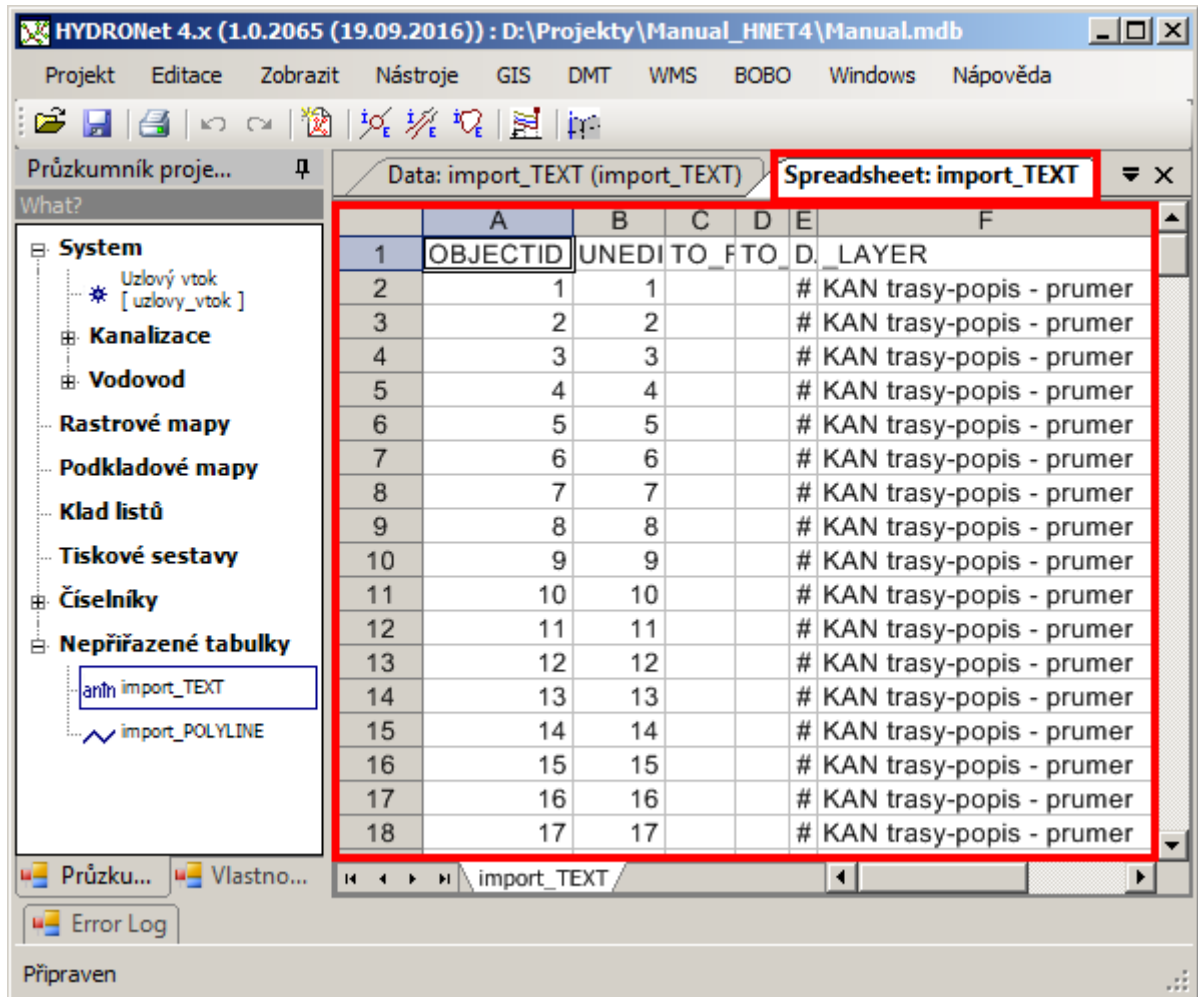 HYDRONet 4.x (1.0.2065 (19.09.2016)) : D:\Projekty\Manual_HNET4\Manual.mdb
Projekt Editace Zobrazit Nástroje GIS DMT WMS BOBO Windows Nápověda
Průzkumník proje...
What?
System
Uzlový vtok
[ uzlovy_vtok ]
Kanalizace
Vodovod
Rastrové mapy
Podkladové mapy
Klad listů
Tiskové sestavy
Číselníky
Nepřiřazené tabulky
import_TEXT
import_POLYLINE
Průzku... Vlastno...
Data: import_TEXT (import_TEXT) Spreadsheet: import_TEXT
A B C D E F
1 OBJECTID UNEDI TO_F TO_ D. _LAYER
2 1 1 # KAN trasy-popis - prumer
3 2 2 # KAN trasy-popis - prumer
4 3 3 # KAN trasy-popis - prumer
5 4 4 # KAN trasy-popis - prumer
6 5 5 # KAN trasy-popis - prumer
7 6 6 # KAN trasy-popis - prumer
8 7 7 # KAN trasy-popis - prumer
9 8 8 # KAN trasy-popis - prumer
10 9 9 # KAN trasy-popis - prumer
11 10 10 # KAN trasy-popis - prumer
12 11 11 # KAN trasy-popis - prumer
13 12 12 # KAN trasy-popis - prumer
14 13 13 # KAN trasy-popis - prumer
15 14 14 # KAN trasy-popis - prumer
16 15 15 # KAN trasy-popis - prumer
17 16 16 # KAN trasy-popis - prumer
18 17 17 # KAN trasy-popis - prumer
import_TEXT
Error Log
Připraven